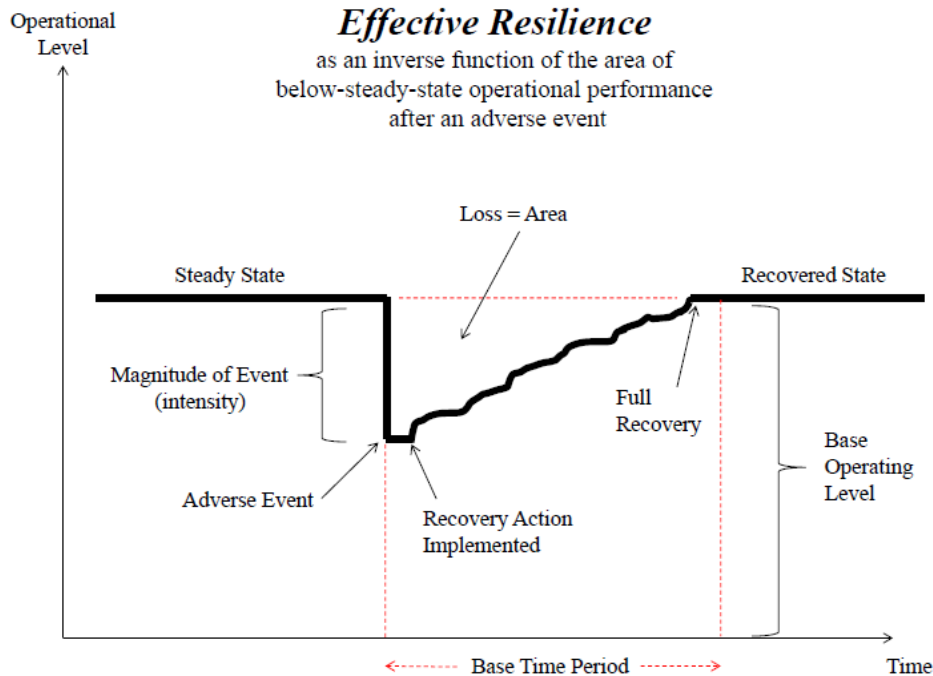 Operational
Level
Effective Resilience
as an inverse function of the area of
below-steady-state operational performance
after an adverse event
Loss = Area
Steady State
Recovered State
Magnitude of Event
(intensity)
Full
Recovery
Base
Operating
Level
Adverse Event
Recovery Action
Implemented
Base Time Period
Time